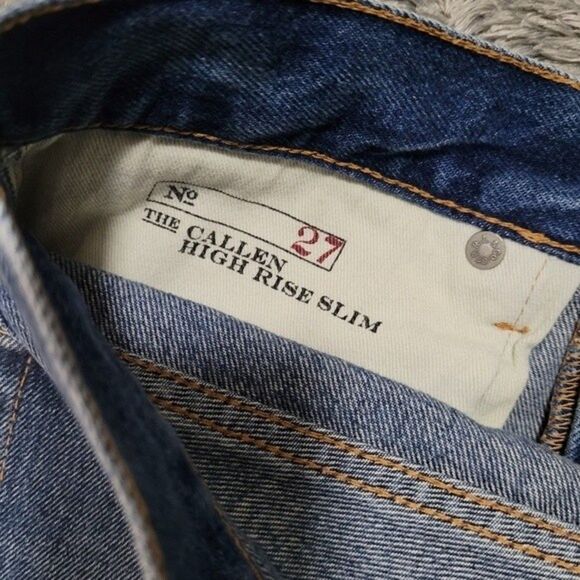 Nº 27
THE CALLEN
HIGH RISE SLIM